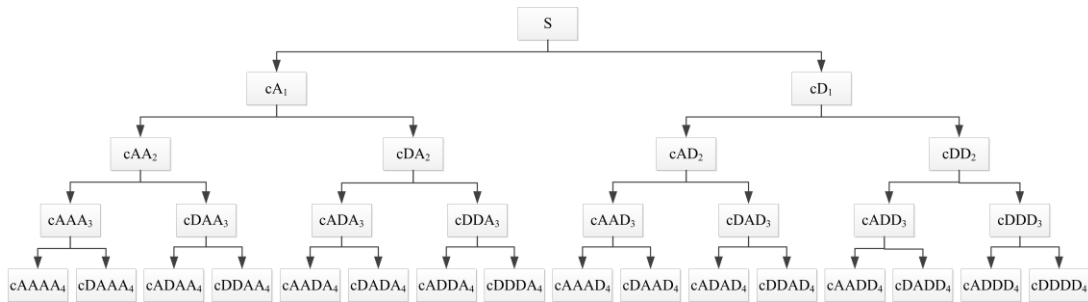 S
cA₁ cD₁
cAA₂ cDA₂ cAD₂ cDD₂
cAAA₃ cDAA₃ cADA₃ cDDA₃ cAAD₃ cDAD₃ cADD₃ cDDD₃
cAAAA₄ cDAAA₄ cADAA₄ cDDAA₄ cAADA₄ cDADA₄ cADDA₄ cDDDA₄ cAAAD₄ cDAAD₄ cADAD₄ cDDAD₄ cAADD₄ cDADD₄ cADDD₄ cDDDD₄